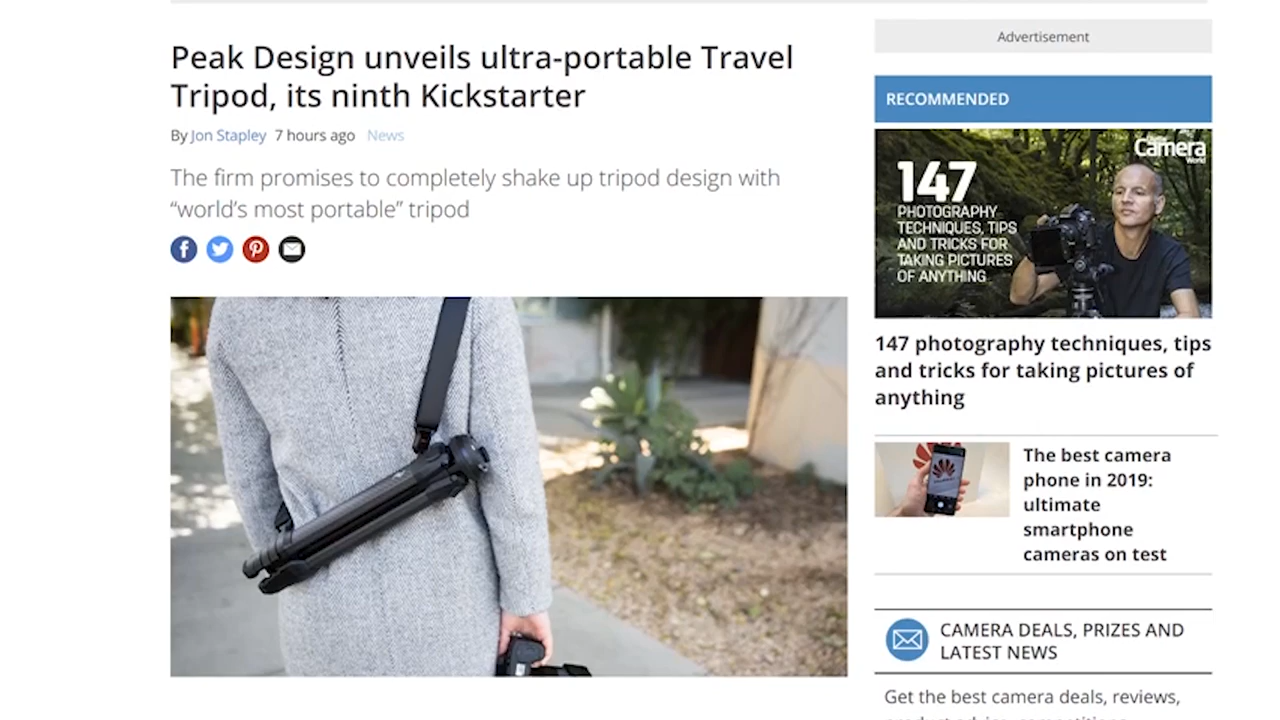 Peak Design unveils ultra-portable Travel
Tripod, its ninth Kickstarter
By Jon Stapley 7 hours ago News
The firm promises to completely shake up tripod design with
“world’s most portable” tripod
Advertisement
RECOMMENDED
Camera
World
147
PHOTOGRAPHY
TECHNIQUES, TIPS
AND TRICKS FOR
TAKING PICTURES
OF ANYTHING
147 photography techniques, tips
and tricks for taking pictures of
anything
The best camera
phone in 2019:
ultimate
smartphone
cameras on test
CAMERA DEALS, PRIZES AND
LATEST NEWS
Get the best camera deals, reviews,